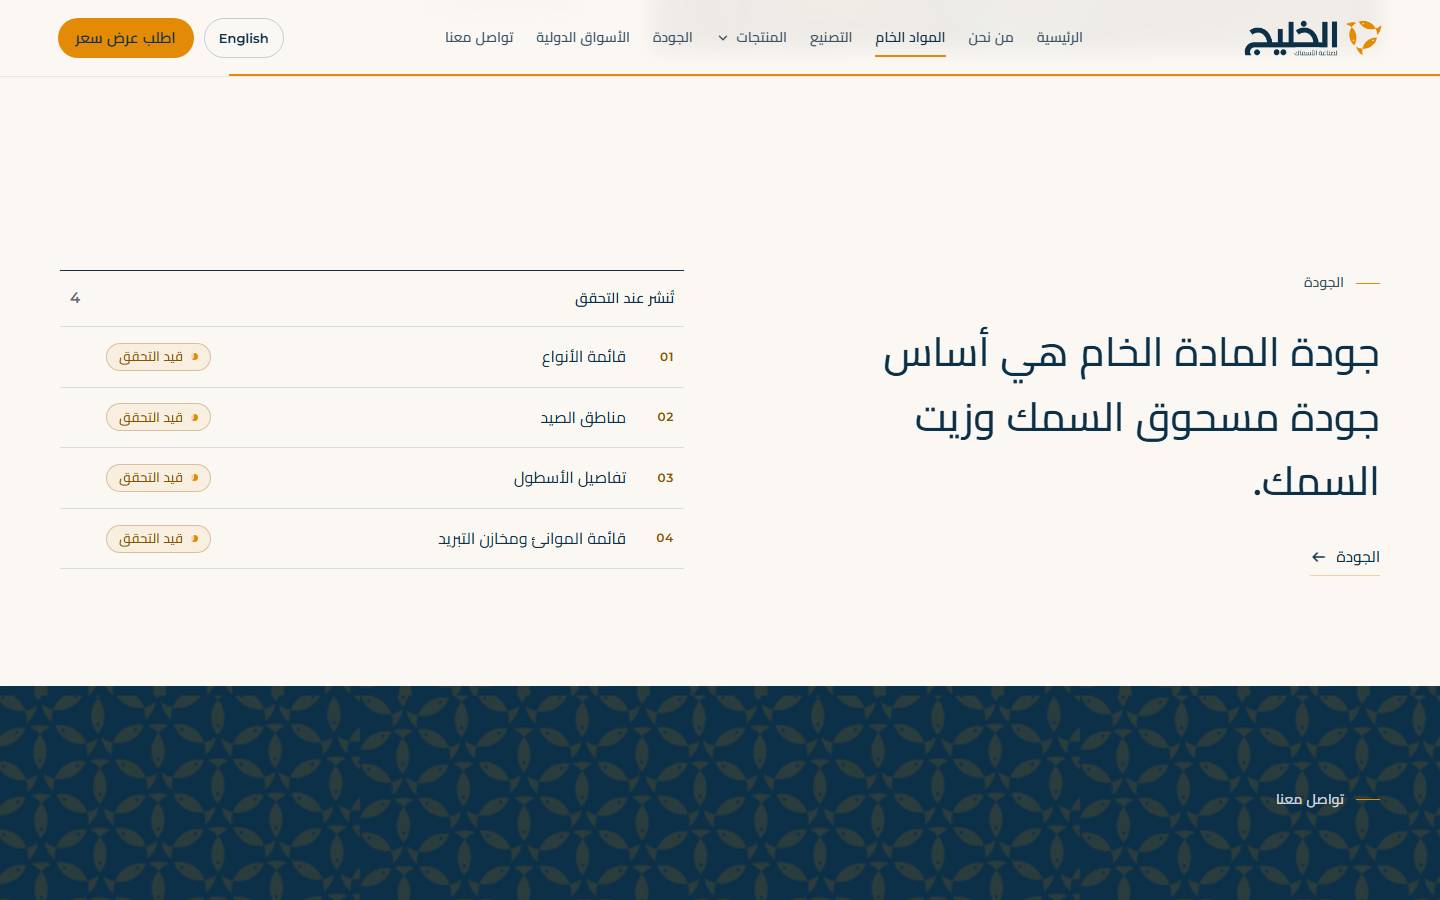 الخليج
لصناعة الأسماك
الرئيسية
من نحن
المواد الخام
التصنيع
المنتجات
الجودة
الأسواق الدولية
تواصل معنا
English
اطلب عرض سعر
الجودة
جودة المادة الخام هي أساس
جودة مسحوق السمك وزيت
السمك.
الجودة ←
تُنشر عند التحقق 4
01 قائمة الأنواع قيد التحقق
02 مناطق الصيد قيد التحقق
03 تفاصيل الأسطول قيد التحقق
04 قائمة الموانئ ومخازن التبريد قيد التحقق
تواصل معنا